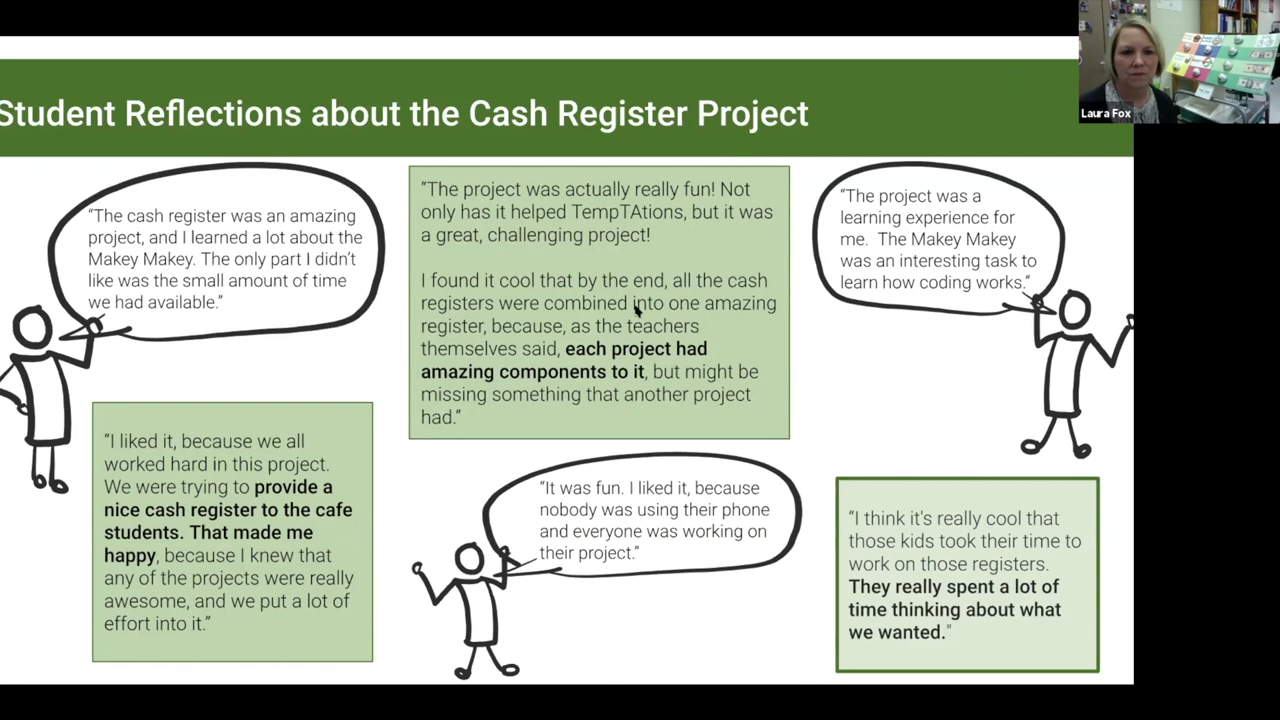 Student Reflections about the Cash Register Project
Laura Fox
“The cash register was an amazing
project, and I learned a lot about the
Makey Makey. The only part I didn’t
like was the small amount of time
we had available.”
“The project was actually really fun! Not
only has it helped TempTAtions, but it was
a great, challenging project!
I found it cool that by the end, all the cash
registers were combined into one amazing
register, because, as the teachers
themselves said, each project had
amazing components to it, but might be
missing something that another project
had.”
“The project was a
learning experience for
me.  The Makey Makey
was an interesting task to
learn how coding works.”
“I liked it, because we all
worked hard in this project.
We were trying to provide a
nice cash register to the cafe
students. That made me
happy, because I knew that
any of the projects were really
awesome, and we put a lot of
effort into it.”
“It was fun. I liked it, because
nobody was using their phone
and everyone was working on
their project.”
“I think it's really cool that
those kids took their time to
work on those registers.
They really spent a lot of
time thinking about what
we wanted."